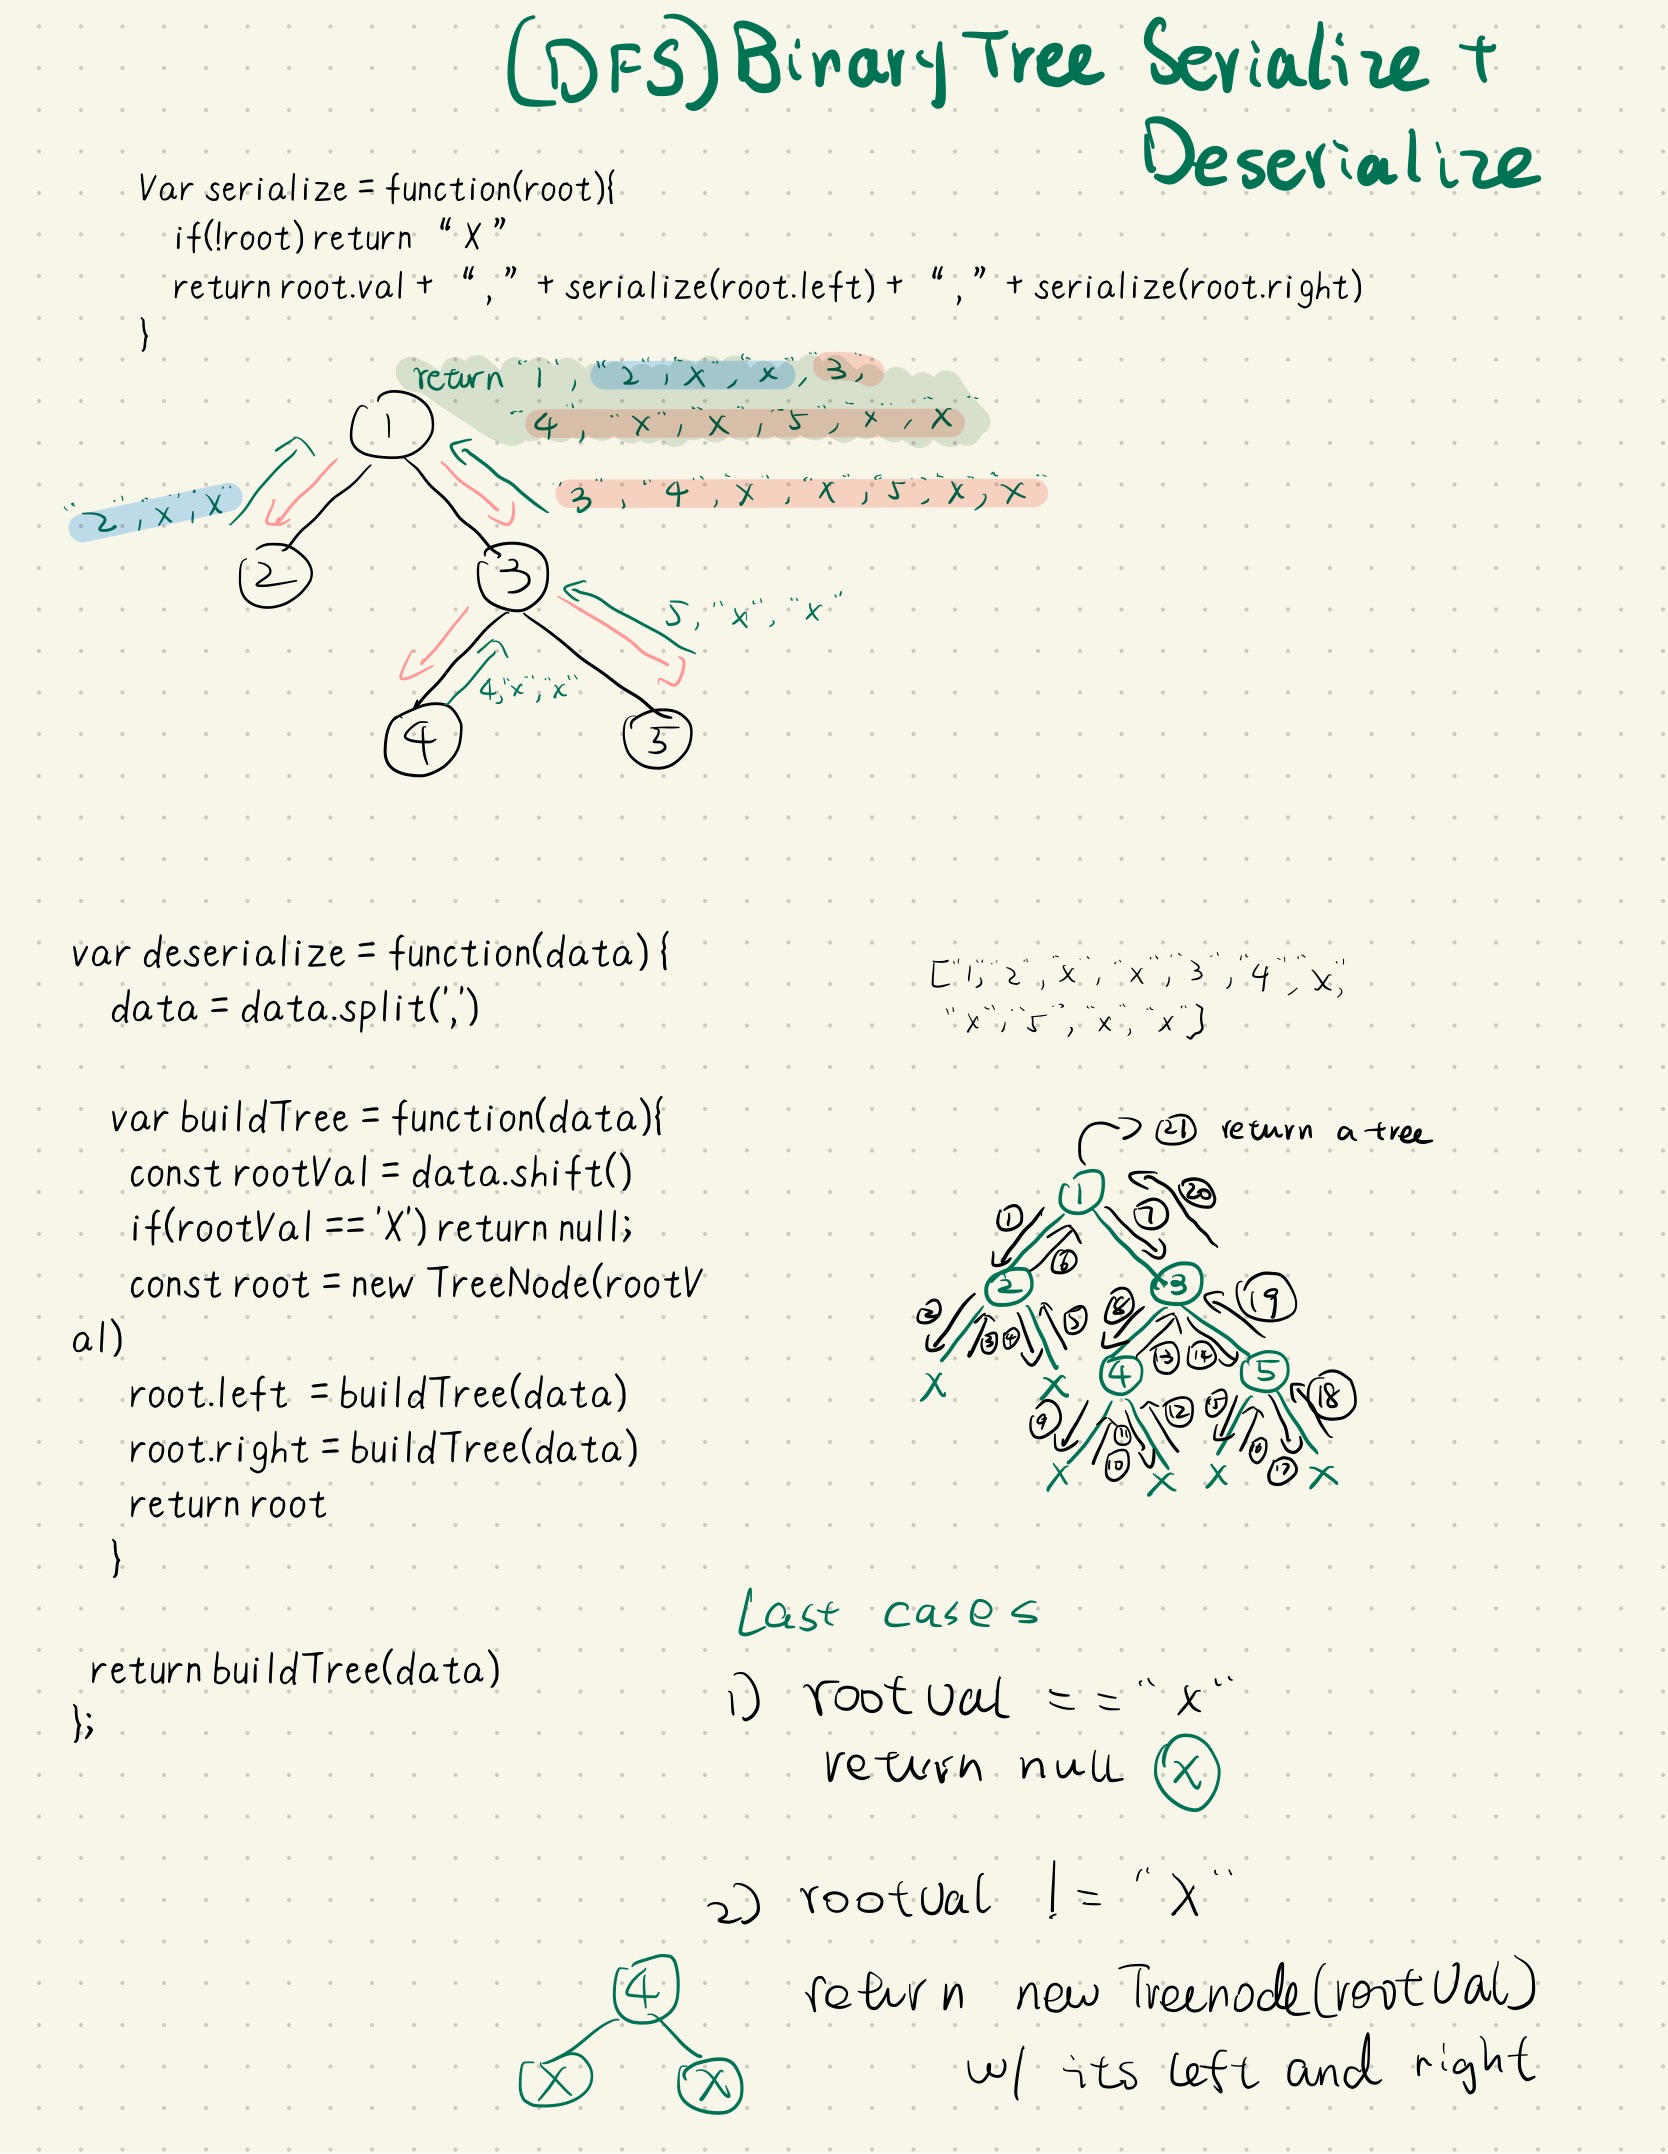 (DFS) Binary Tree Serialize +
Deserialize
Var serialize = function(root){
if(!root) return “X”
return root.val + “,” + serialize(root.left) + “,” + serialize(root.right)
}
return "1", "2", "X", "X", "3",
"4", "X", "X", "5", "X", "X"
1
"2", "X", "X"
"3", "4", "X", "X", "5", "X", "X"
2
3
5, "X", "X"
4, "X", "X"
4
5
var deserialize = function(data) {
data = data.split(',')
["1", "2", "X", "X", "3", "4", "X",
"X", "5", "X", "X"]
var buildTree = function(data){
const rootVal = data.shift()
if(rootVal == 'X') return null;
const root = new TreeNode(rootV
al)
root.left = buildTree(data)
root.right = buildTree(data)
return root
}
return buildTree(data)
};
21 return a tree
1
1 6 7 20
2 3
2 3 4 5 8 13 14 19
X X 4 5
9 10 11 12 15 16 17 18
X X X X
Last cases
1) rootval == "X"
return null X
2) rootval != "X"
return new Treenode(rootval)
w/ its left and right
4
X X